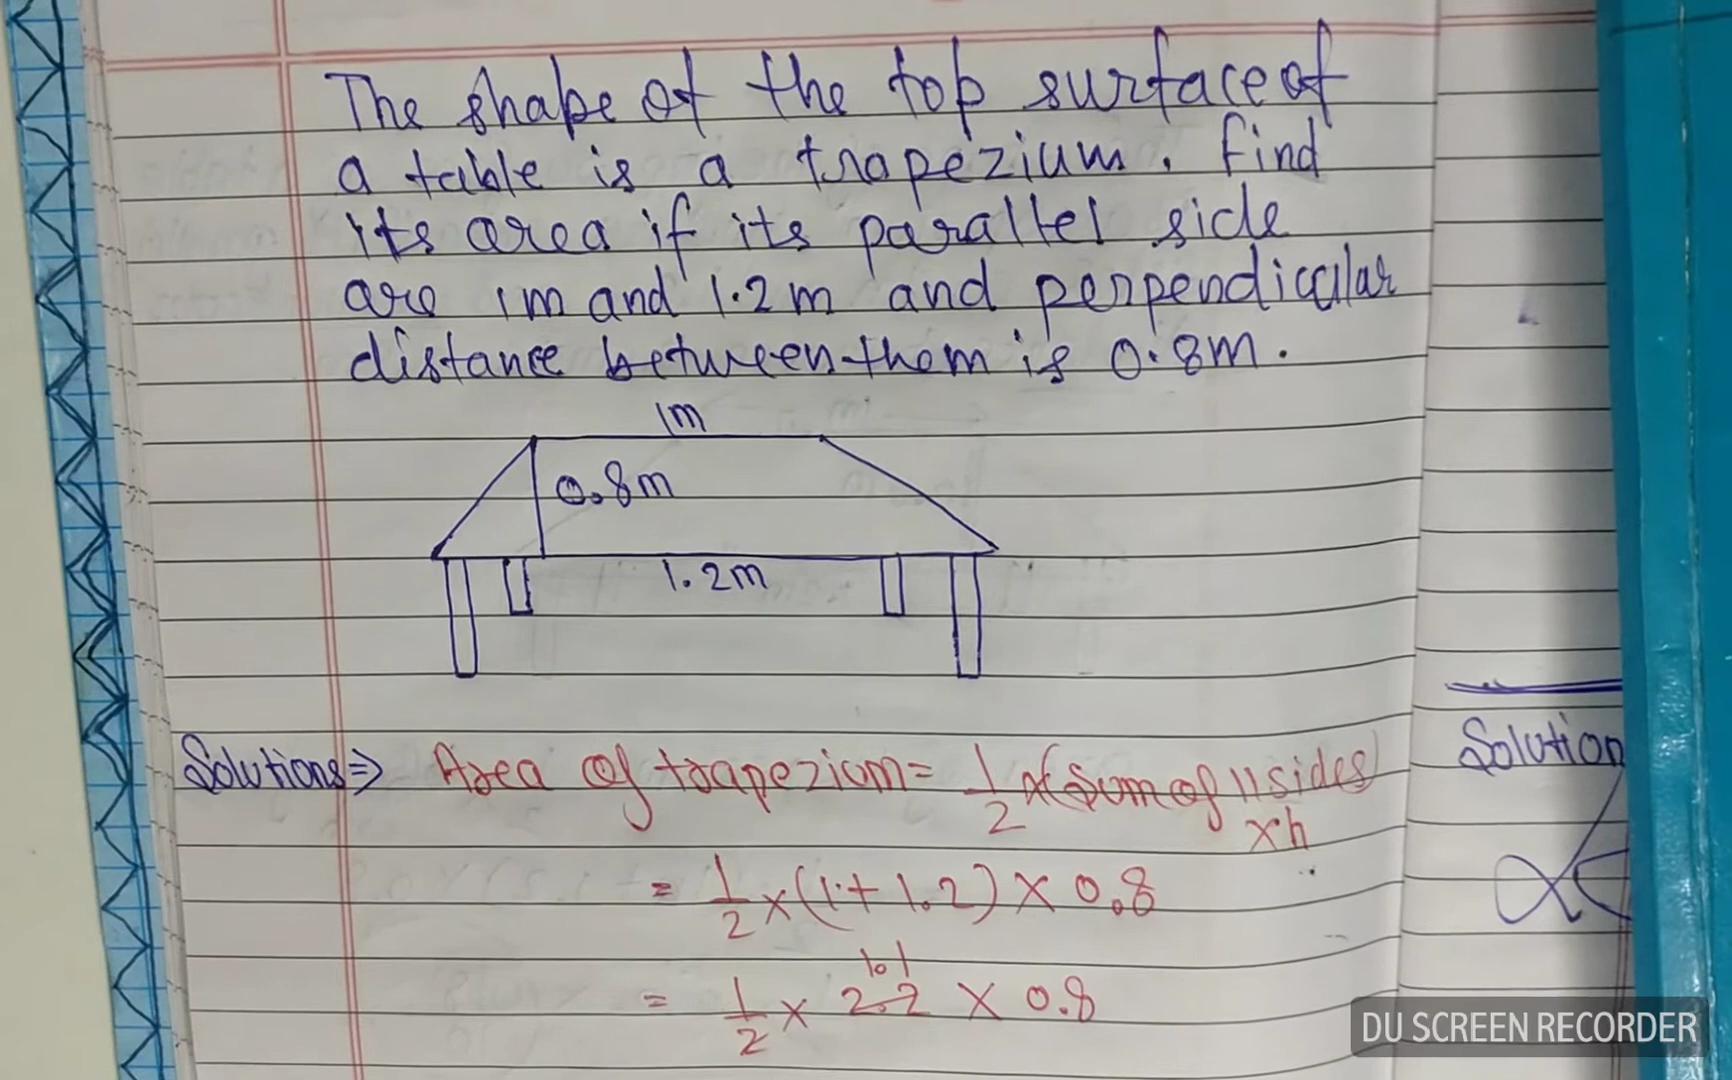 The shape of the top surface of
a table is a trapezium. Find
its area if its parallel side
are 1m and 1.2m and perpendicular
distance between them is 0.8m.
1m
0.8m
1.2m
Solutions⇒ Area of trapezium = 1/2 × (sum of || sides)
× h
= 1/2 × (1 + 1.2) × 0.8
1.1
= 1/2 × 2.2 × 0.8
Solution
DU SCREEN RECORDER